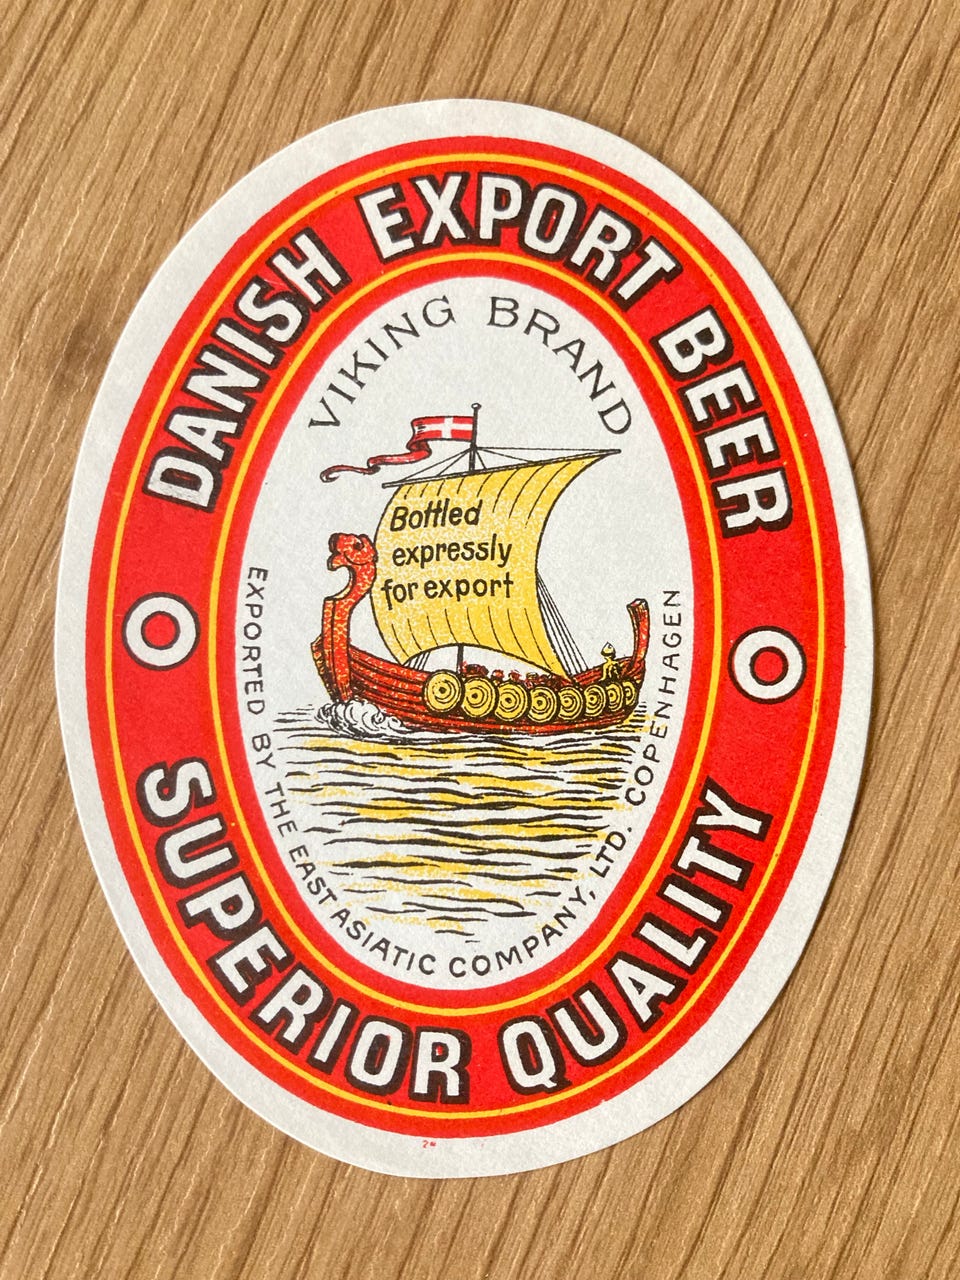 DANISH EXPORT BEER
VIKING BRAND
Bottled
expressly
for export
EXPORTED BY THE EAST ASIATIC COMPANY, LTD. COPENHAGEN
SUPERIOR QUALITY